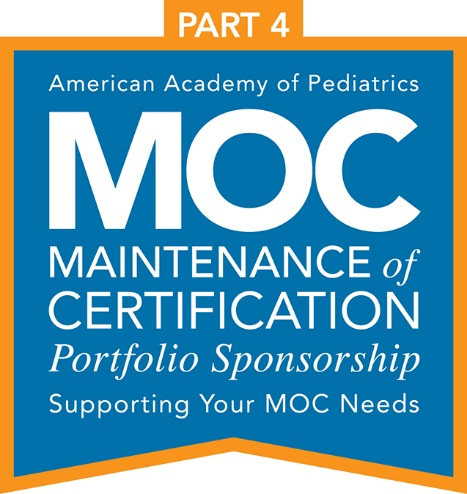 PART 4
American Academy of Pediatrics
MOC
MAINTENANCE of
CERTIFICATION
Portfolio Sponsorship
Supporting Your MOC Needs